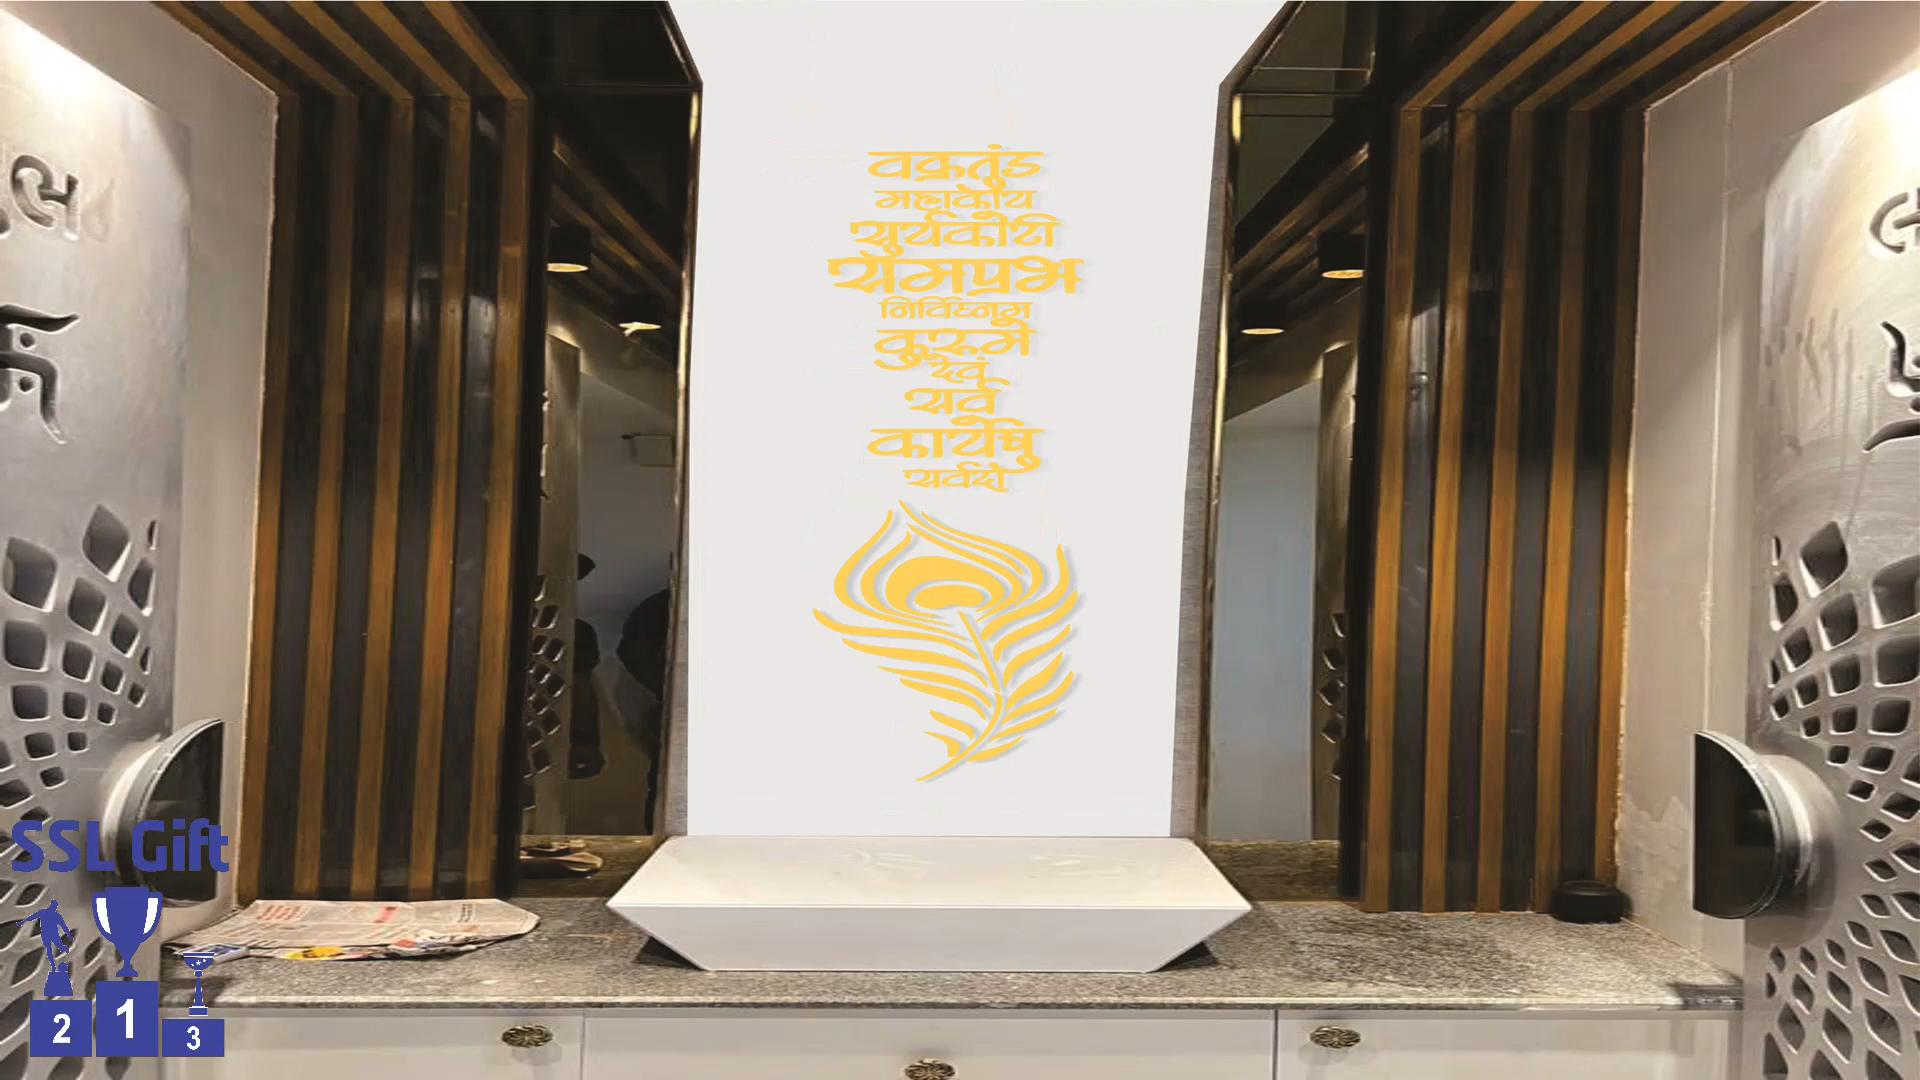 वक्रतुंड
महाकाय
सुर्यकोटी
समप्रभ
निर्विघ्नम
कुरुमे
देवं
सर्व
कार्येषु
सर्वदा
SSL Gift
2 1 3